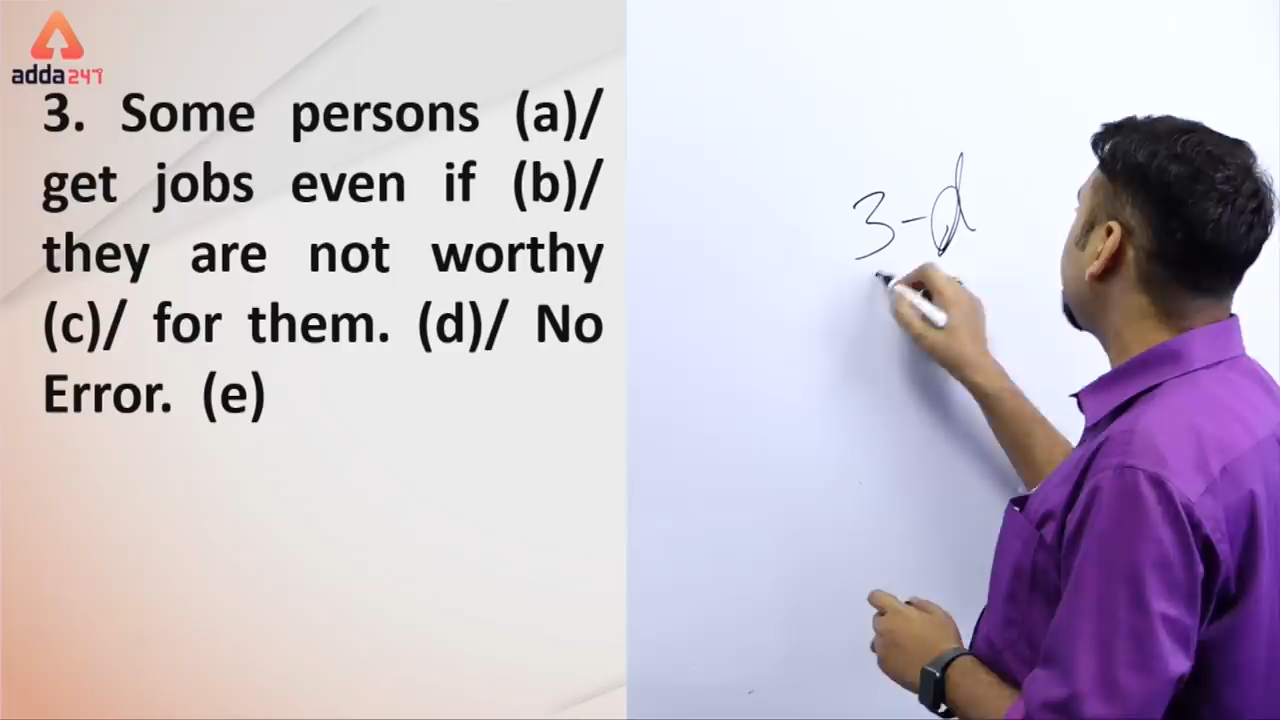 adda247
3. Some persons (a)/
get jobs even if (b)/
they are not worthy
(c)/ for them. (d)/ No
Error. (e)
3-d